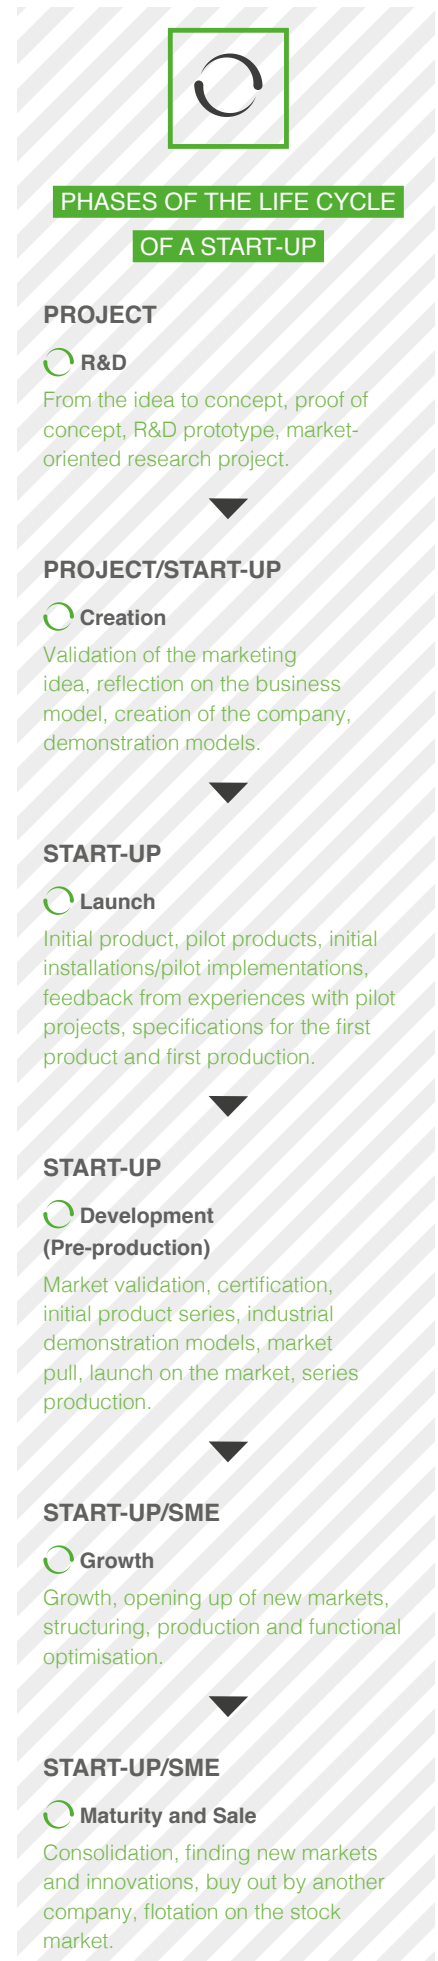 PHASES OF THE LIFE CYCLE
OF A START-UP
PROJECT
R&D
From the idea to concept, proof of
concept, R&D prototype, market-
oriented research project.
PROJECT/START-UP
Creation
Validation of the marketing
idea, reflection on the business
model, creation of the company,
demonstration models.
START-UP
Launch
Initial product, pilot products, initial
installations/pilot implementations,
feedback from experiences with pilot
projects, specifications for the first
product and first production.
START-UP
Development
(Pre-production)
Market validation, certification,
initial product series, industrial
demonstration models, market
pull, launch on the market, series
production.
START-UP/SME
Growth
Growth, opening up of new markets,
structuring, production and functional
optimisation.
START-UP/SME
Maturity and Sale
Consolidation, finding new markets
and innovations, buy out by another
company, flotation on the stock
market.